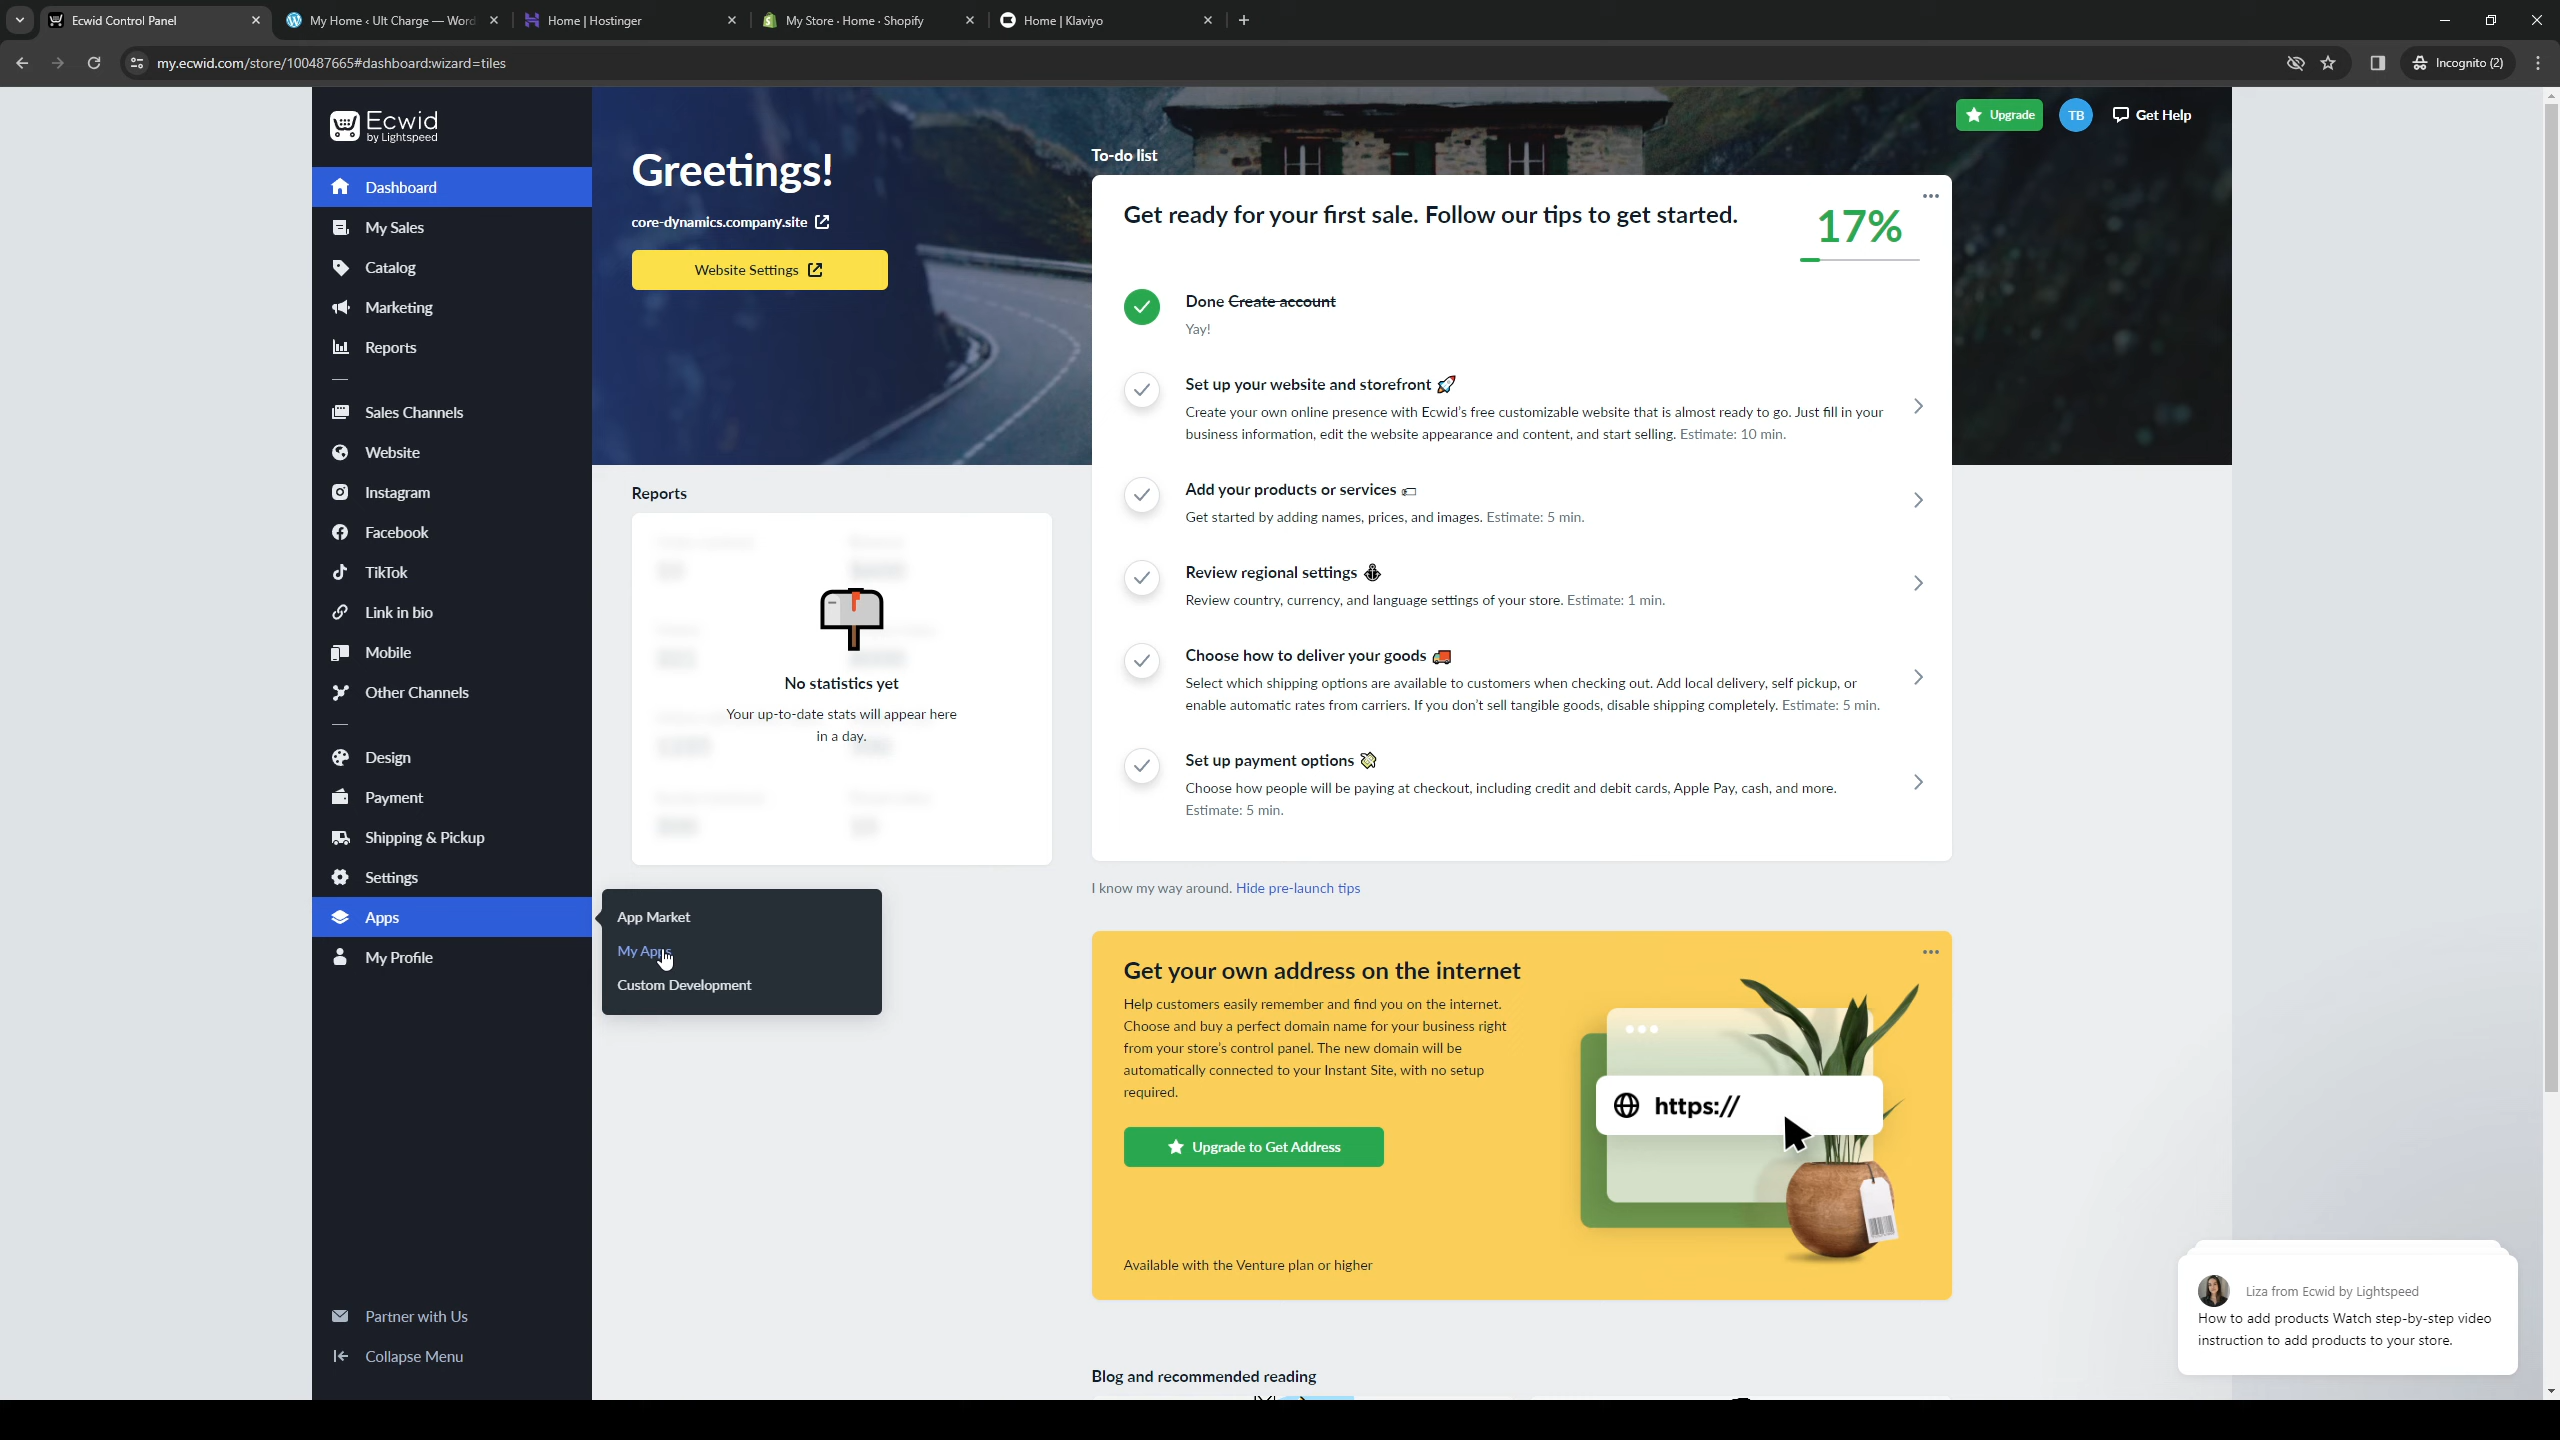 Ecwid Control Panel
My Home ‹ Ult Charge — Word
Home | Hostinger
My Store · Home · Shopify
Home | Klaviyo
my.ecwid.com/store/100487665#dashboard:wizard=tiles
Incognito (2)
Ecwid
by Lightspeed
Dashboard
My Sales
Catalog
Marketing
Reports
Sales Channels
Website
Instagram
Facebook
TikTok
Link in bio
Mobile
Other Channels
Design
Payment
Shipping & Pickup
Settings
Apps
My Profile
Partner with Us
Collapse Menu
App Market
My Apps
Custom Development
Upgrade
TB
Get Help
Greetings!
core-dynamics.company.site
Website Settings
Reports
No statistics yet
Your up-to-date stats will appear here
in a day.
To-do list
Get ready for your first sale. Follow our tips to get started.
17%
Done Create account
Yay!
Set up your website and storefront 🚀
Create your own online presence with Ecwid's free customizable website that is almost ready to go. Just fill in your
business information, edit the website appearance and content, and start selling. Estimate: 10 min.
Add your products or services
Get started by adding names, prices, and images. Estimate: 5 min.
Review regional settings
Review country, currency, and language settings of your store. Estimate: 1 min.
Choose how to deliver your goods
Select which shipping options are available to customers when checking out. Add local delivery, self pickup, or
enable automatic rates from carriers. If you don't sell tangible goods, disable shipping completely. Estimate: 5 min.
Set up payment options
Choose how people will be paying at checkout, including credit and debit cards, Apple Pay, cash, and more.
Estimate: 5 min.
I know my way around. Hide pre-launch tips
Get your own address on the internet
Help customers easily remember and find you on the internet.
Choose and buy a perfect domain name for your business right
from your store's control panel. The new domain will be
automatically connected to your Instant Site, with no setup
required.
Upgrade to Get Address
https://
Available with the Venture plan or higher
Blog and recommended reading
Liza from Ecwid by Lightspeed
How to add products Watch step-by-step video
instruction to add products to your store.